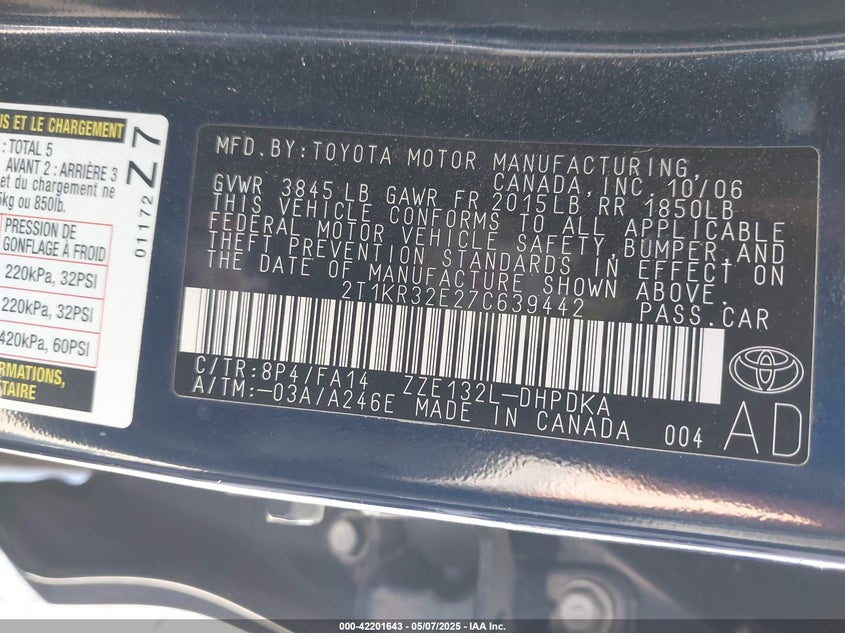 US ET LE CHARGEMENT
: TOTAL 5
AVANT 2 : ARRIÈRE 3
et du chargement ne
kg ou 850lb.
PRESSION DE
GONFLAGE À FROID
220kPa, 32PSI
220kPa, 32PSI
420kPa, 60PSI
RMATIONS,
TAIRE
01172
Z 7
MFD.BY:TOYOTA MOTOR MANUFACTURING,
CANADA, INC. 10/06
GVWR 3845 LB GAWR FR 2015LB RR 1850LB
THIS VEHICLE CONFORMS TO ALL APPLICABLE
FEDERAL MOTOR VEHICLE SAFETY, BUMPER, AND
THEFT PREVENTION STANDARDS IN EFFECT ON
THE DATE OF MANUFACTURE SHOWN ABOVE.
2T1KR32E27C639442 PASS.CAR
C/TR:8P4/FA14 ZZE132L-DHPDKA
A/TM:-03A/A246E MADE IN CANADA 004
AD
000-42201643 - 05/07/2025 - IAA Inc.